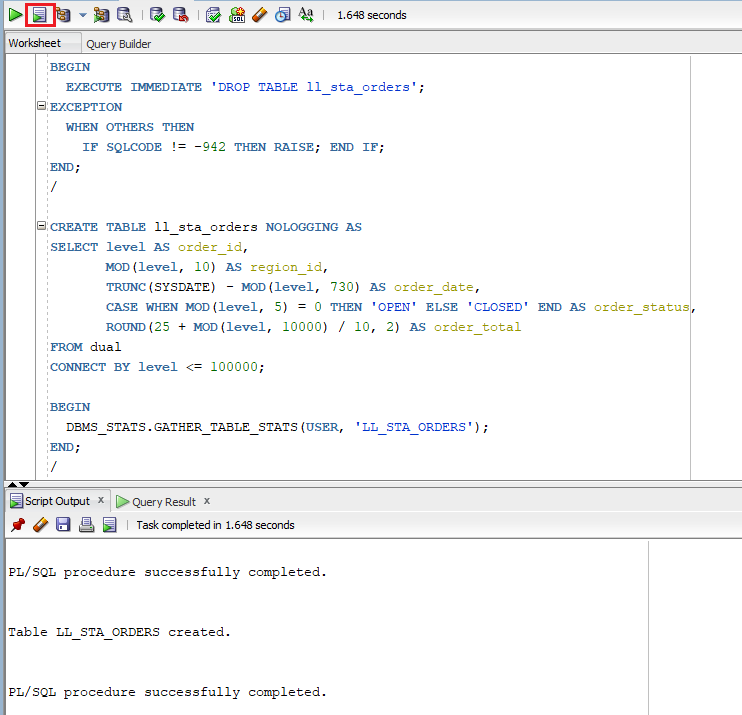 1.648 seconds
Worksheet Query Builder
BEGIN
EXECUTE IMMEDIATE 'DROP TABLE ll_sta_orders';
EXCEPTION
WHEN OTHERS THEN
IF SQLCODE != -942 THEN RAISE; END IF;
END;
/
CREATE TABLE ll_sta_orders NOLOGGING AS
SELECT level AS order_id,
MOD(level, 10) AS region_id,
TRUNC(SYSDATE) - MOD(level, 730) AS order_date,
CASE WHEN MOD(level, 5) = 0 THEN 'OPEN' ELSE 'CLOSED' END AS order_status,
ROUND(25 + MOD(level, 10000) / 10, 2) AS order_total
FROM dual
CONNECT BY level <= 100000;
BEGIN
DBMS_STATS.GATHER_TABLE_STATS(USER, 'LL_STA_ORDERS');
END;
/
Script Output x Query Result x
Task completed in 1.648 seconds
PL/SQL procedure successfully completed.
Table LL_STA_ORDERS created.
PL/SQL procedure successfully completed.